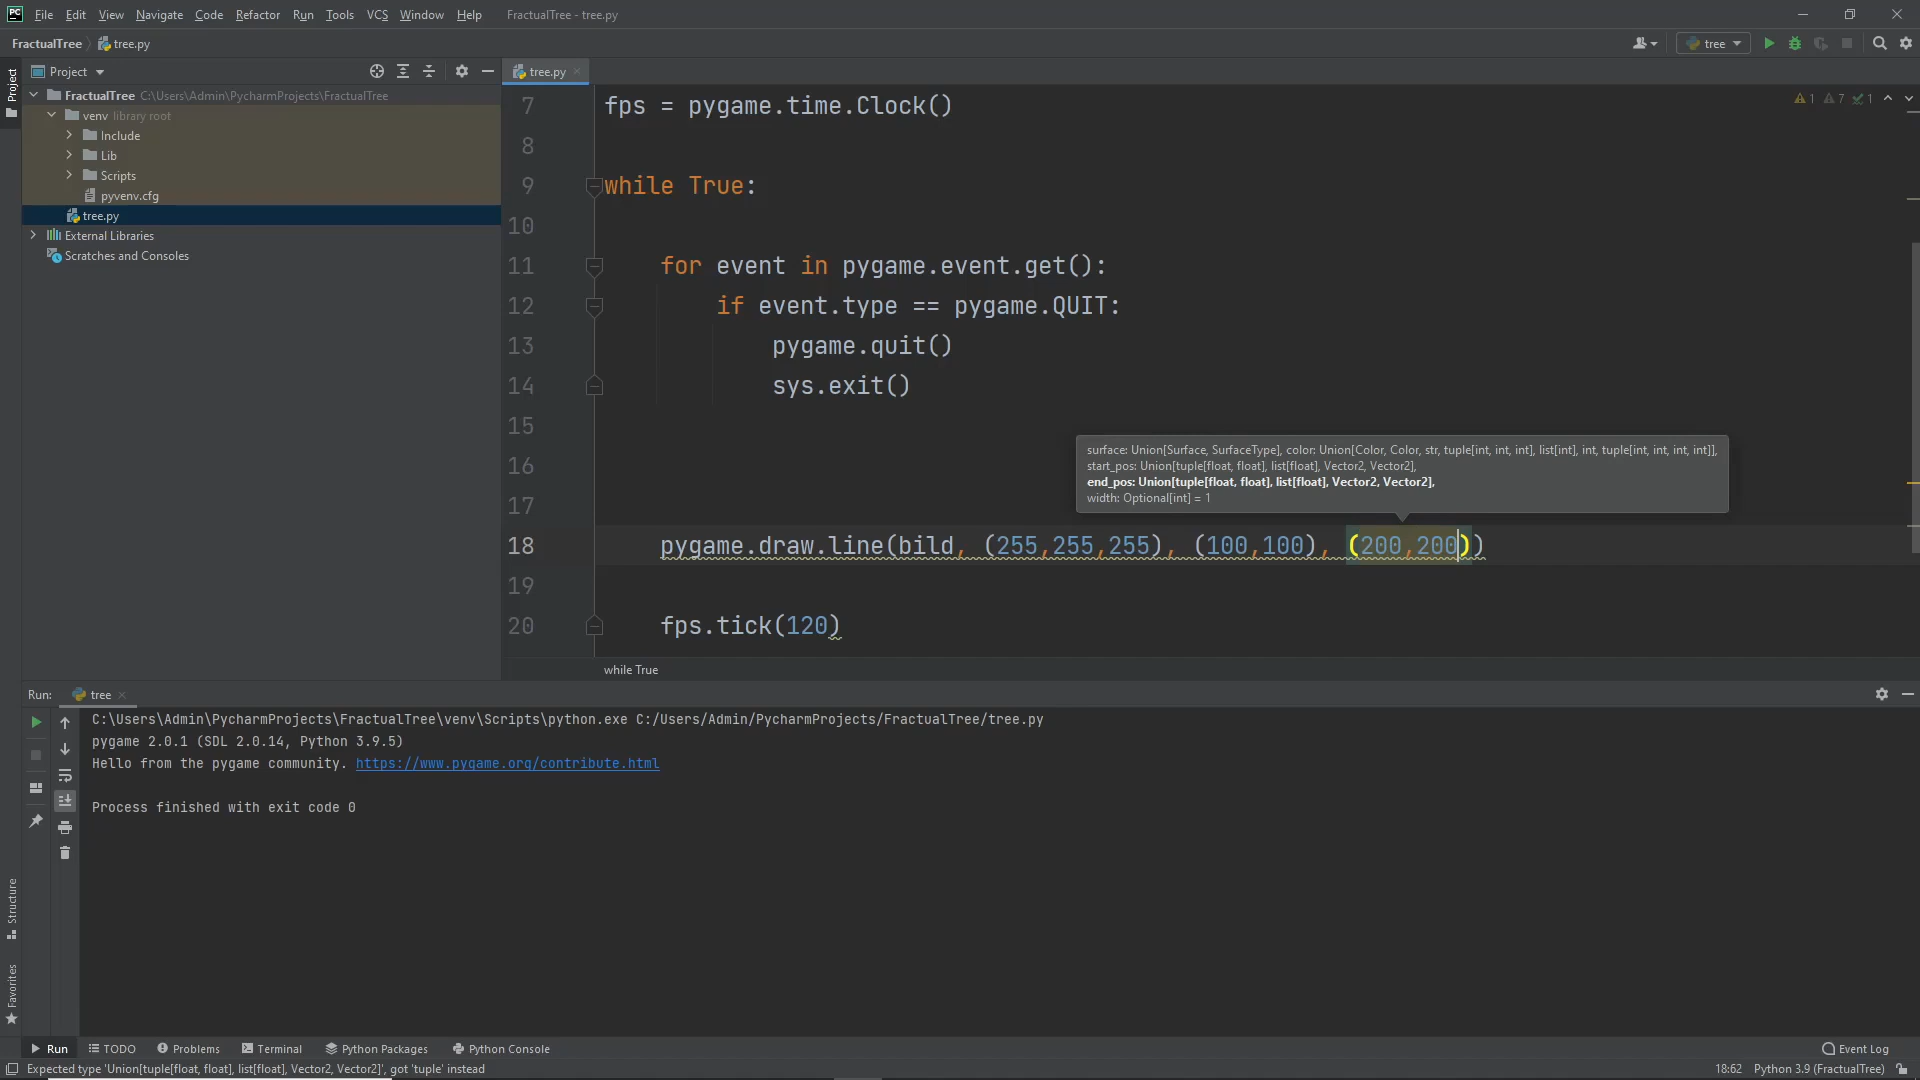 PC File Edit View Navigate Code Refactor Run Tools VCS Window Help FractualTree - tree.py
FractualTree tree.py
tree
Project
Project
tree.py
FractualTree C:\Users\Admin\PycharmProjects\FractualTree
venv library root
Include
Lib
Scripts
pyvenv.cfg
tree.py
External Libraries
Scratches and Consoles
1 7 1
7 fps = pygame.time.Clock()
8
9 while True:
10
11 for event in pygame.event.get():
12 if event.type == pygame.QUIT:
13 pygame.quit()
14 sys.exit()
15
16
17
surface: Union[Surface, SurfaceType], color: Union[Color, Color, str, tuple[int, int, int], list[int], int, tuple[int, int, int, int]],
start_pos: Union[tuple[float, float], list[float], Vector2, Vector2],
end_pos: Union[tuple[float, float], list[float], Vector2, Vector2],
width: Optional[int] = 1
18 pygame.draw.line(bild, (255,255,255), (100,100), (200,200))
19
20 fps.tick(120)
while True
Run: tree
C:\Users\Admin\PycharmProjects\FractualTree\venv\Scripts\python.exe C:/Users/Admin/PycharmProjects/FractualTree/tree.py
pygame 2.0.1 (SDL 2.0.14, Python 3.9.5)
Hello from the pygame community. https://www.pygame.org/contribute.html
Process finished with exit code 0
Structure
Favorites
Run TODO Problems Terminal Python Packages Python Console Event Log
Expected type 'Union[tuple[float, float], list[float], Vector2, Vector2]', got 'tuple' instead 18:62 Python 3.9 (FractualTree)